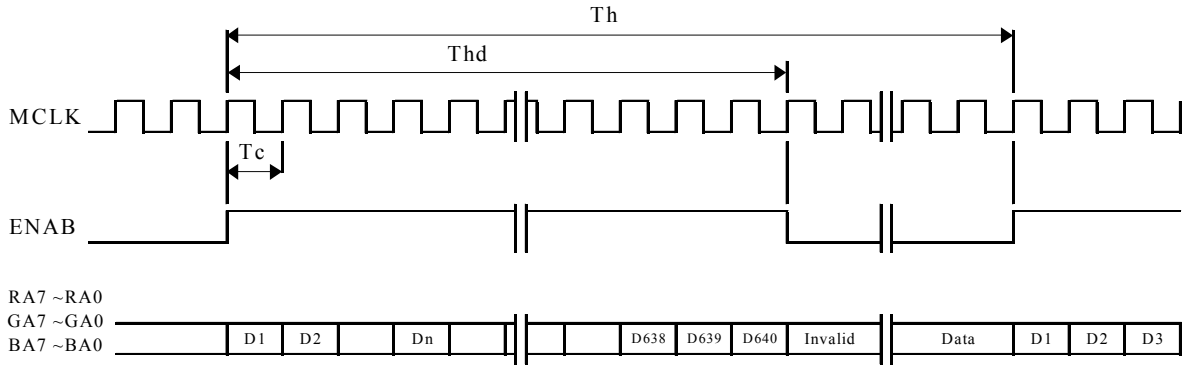 Th
Thd
MCLK
Tc
ENAB
RA7 ~RA0
GA7 ~GA0
BA7 ~BA0
D1 D2 Dn D638 D639 D640 Invalid Data D1 D2 D3